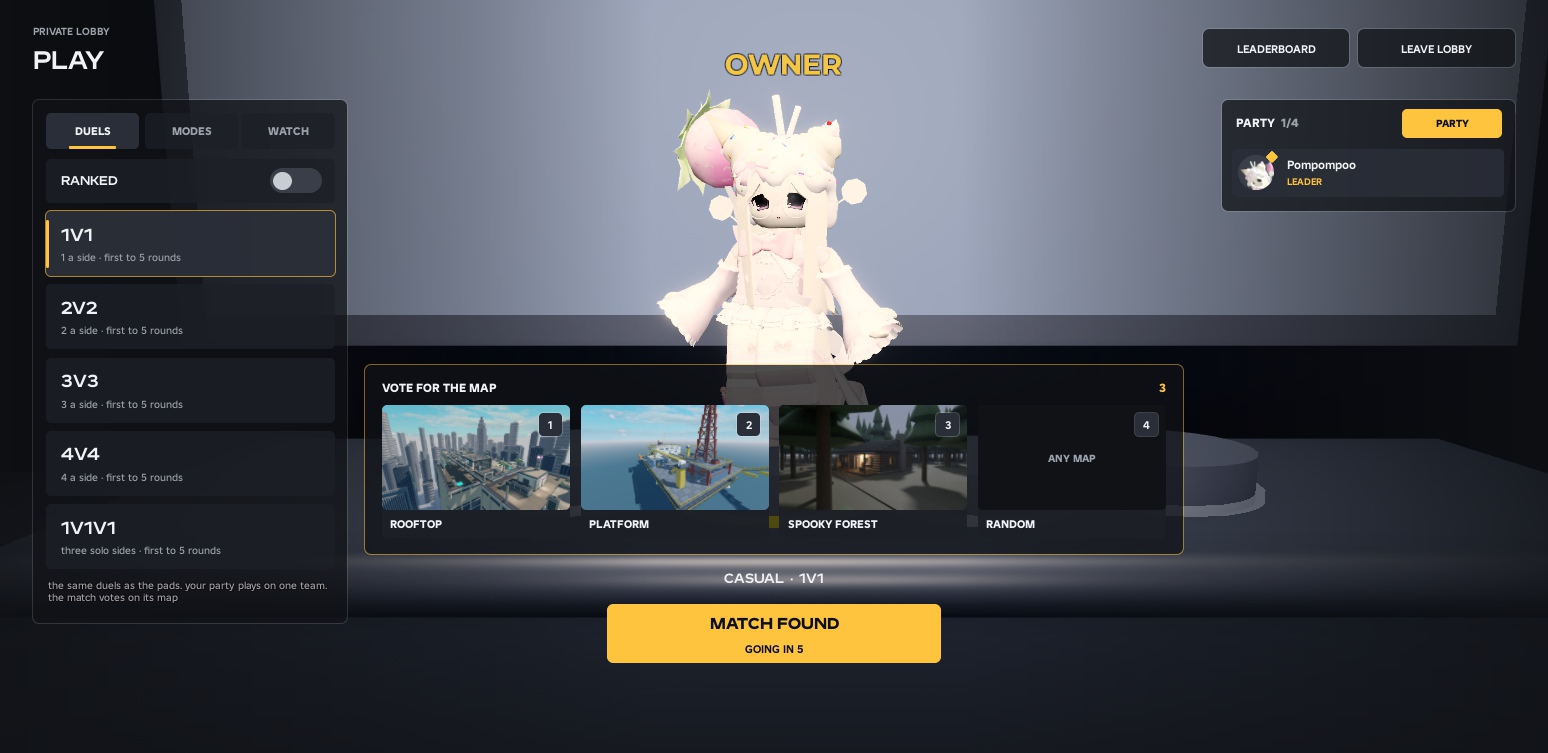 PRIVATE LOBBY
PLAY
OWNER
LEADERBOARD
LEAVE LOBBY
DUELS
MODES
WATCH
RANKED
1V1
1 a side · first to 5 rounds
2V2
2 a side · first to 5 rounds
3V3
3 a side · first to 5 rounds
4V4
4 a side · first to 5 rounds
1V1V1
three solo sides · first to 5 rounds
the same duels as the pads. your party plays on one team.
the match votes on its map
PARTY 1/4
PARTY
Pompompoo
LEADER
VOTE FOR THE MAP
3
1
2
3
4
ANY MAP
ROOFTOP
PLATFORM
SPOOKY FOREST
RANDOM
CASUAL · 1V1
MATCH FOUND
GOING IN 5